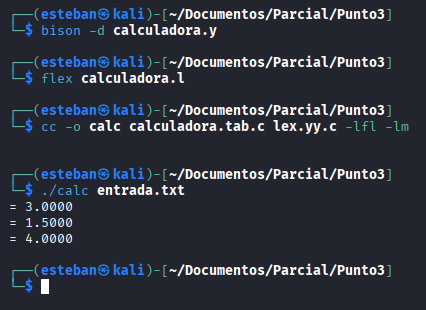 ┌──(esteban㉿kali)-[~/Documentos/Parcial/Punto3]
└─$ bison -d calculadora.y
┌──(esteban㉿kali)-[~/Documentos/Parcial/Punto3]
└─$ flex calculadora.l
┌──(esteban㉿kali)-[~/Documentos/Parcial/Punto3]
└─$ cc -o calc calculadora.tab.c lex.yy.c -lfl -lm
┌──(esteban㉿kali)-[~/Documentos/Parcial/Punto3]
└─$ ./calc entrada.txt
= 3.0000
= 1.5000
= 4.0000
┌──(esteban㉿kali)-[~/Documentos/Parcial/Punto3]
└─$